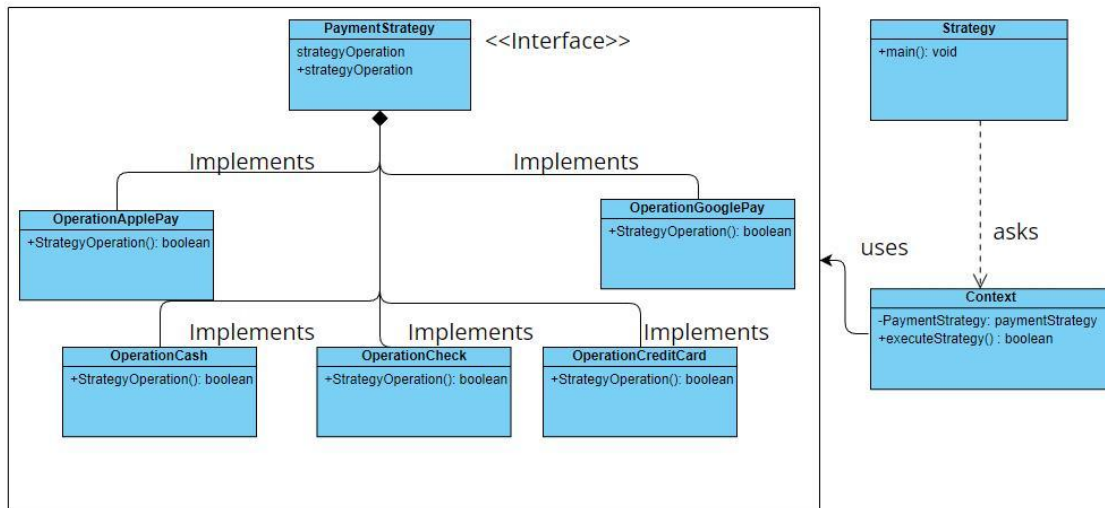 PaymentStrategy
<<Interface>>
strategyOperation
+strategyOperation
Strategy
+main(): void
Implements
Implements
OperationApplePay
+StrategyOperation(): boolean
OperationGooglePay
+StrategyOperation(): boolean
uses
asks
Context
-PaymentStrategy: paymentStrategy
+executeStrategy() : boolean
Implements
Implements
Implements
OperationCash
+StrategyOperation(): boolean
OperationCheck
+StrategyOperation(): boolean
OperationCreditCard
+StrategyOperation(): boolean